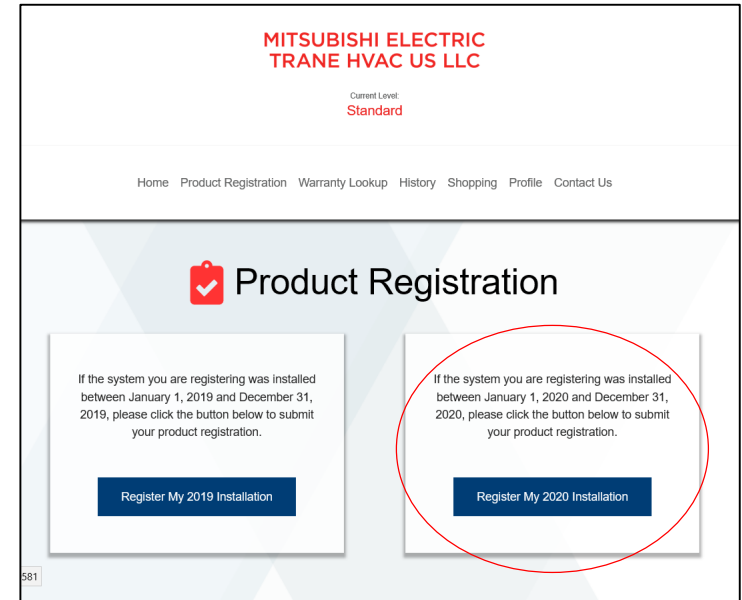 MITSUBISHI ELECTRIC
TRANE HVAC US LLC
Current Level:
Standard
Home Product Registration Warranty Lookup History Shopping Profile Contact Us
Product Registration
If the system you are registering was installed
between January 1, 2019 and December 31,
2019, please click the button below to submit
your product registration.
Register My 2019 Installation
If the system you are registering was installed
between January 1, 2020 and December 31,
2020, please click the button below to submit
your product registration.
Register My 2020 Installation
581